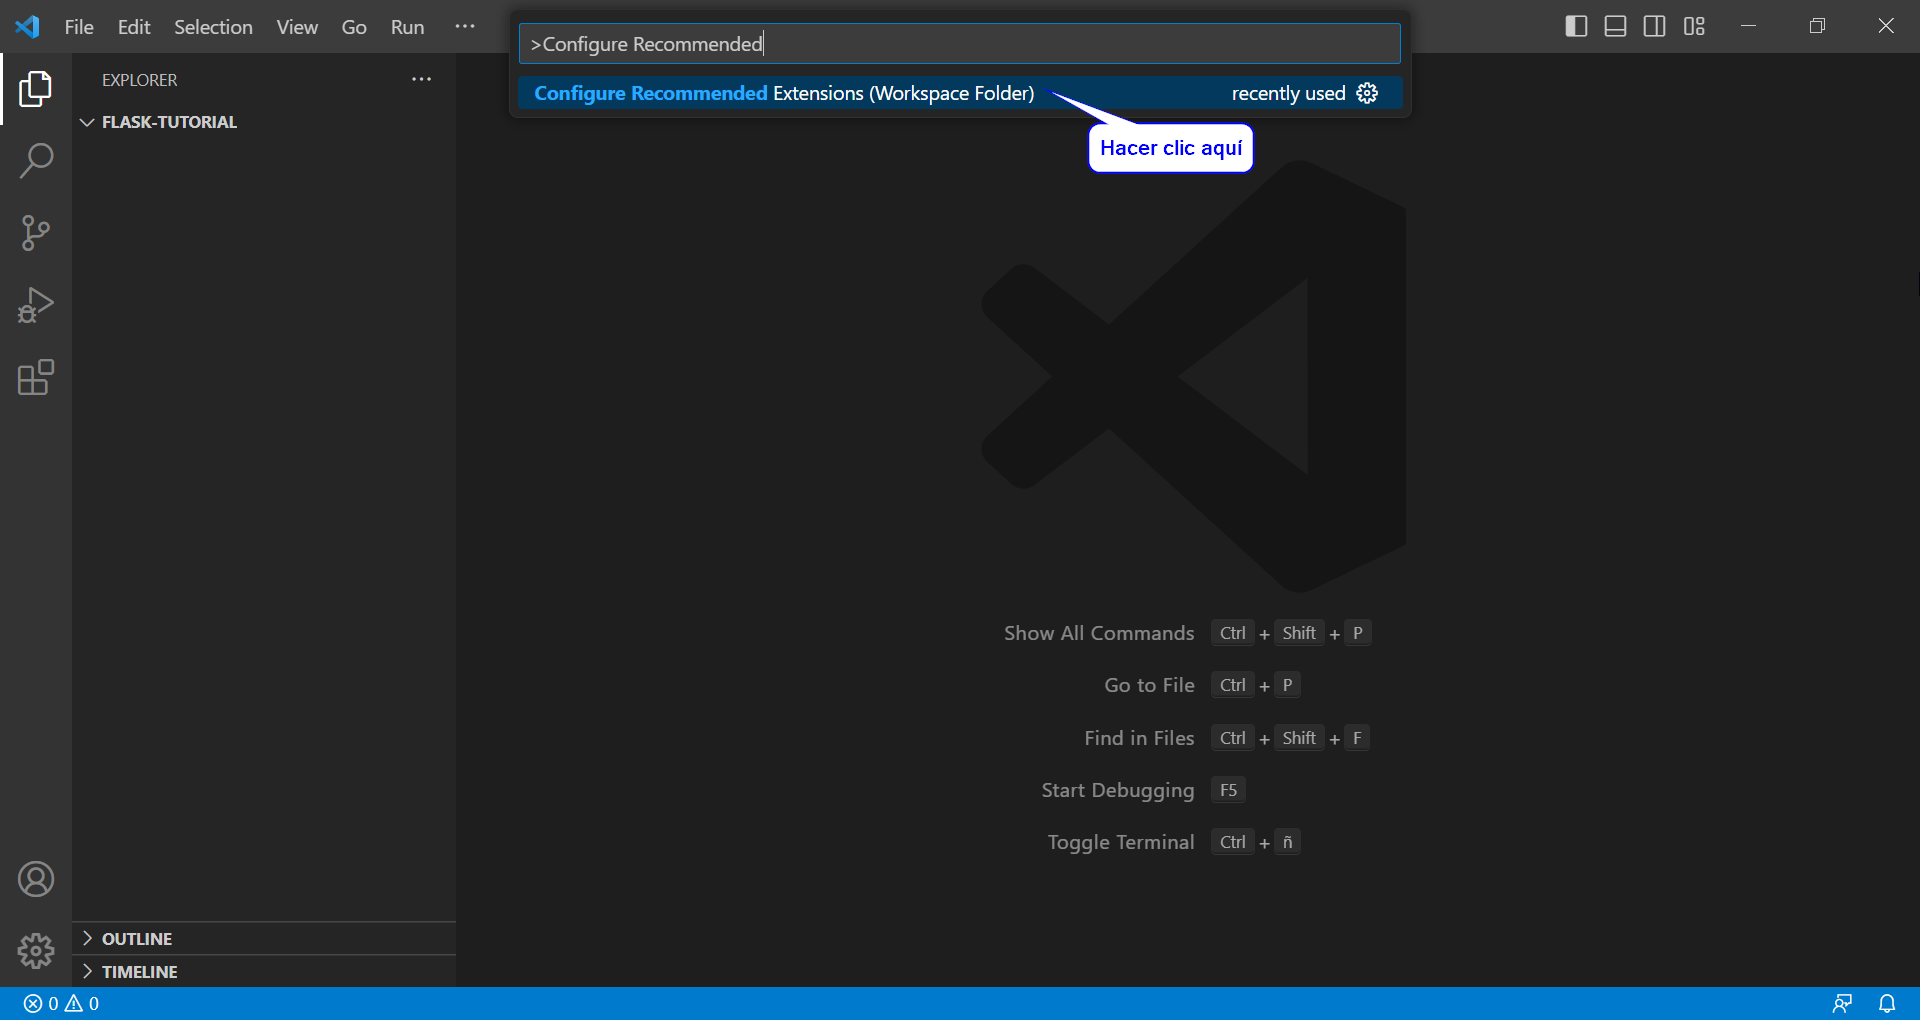 File Edit Selection View Go Run ···
>Configure Recommended
Configure Recommended Extensions (Workspace Folder) recently used
Hacer clic aquí
EXPLORER ···
FLASK-TUTORIAL
Show All Commands Ctrl + Shift + P
Go to File Ctrl + P
Find in Files Ctrl + Shift + F
Start Debugging F5
Toggle Terminal Ctrl + ñ
OUTLINE
TIMELINE
0 0